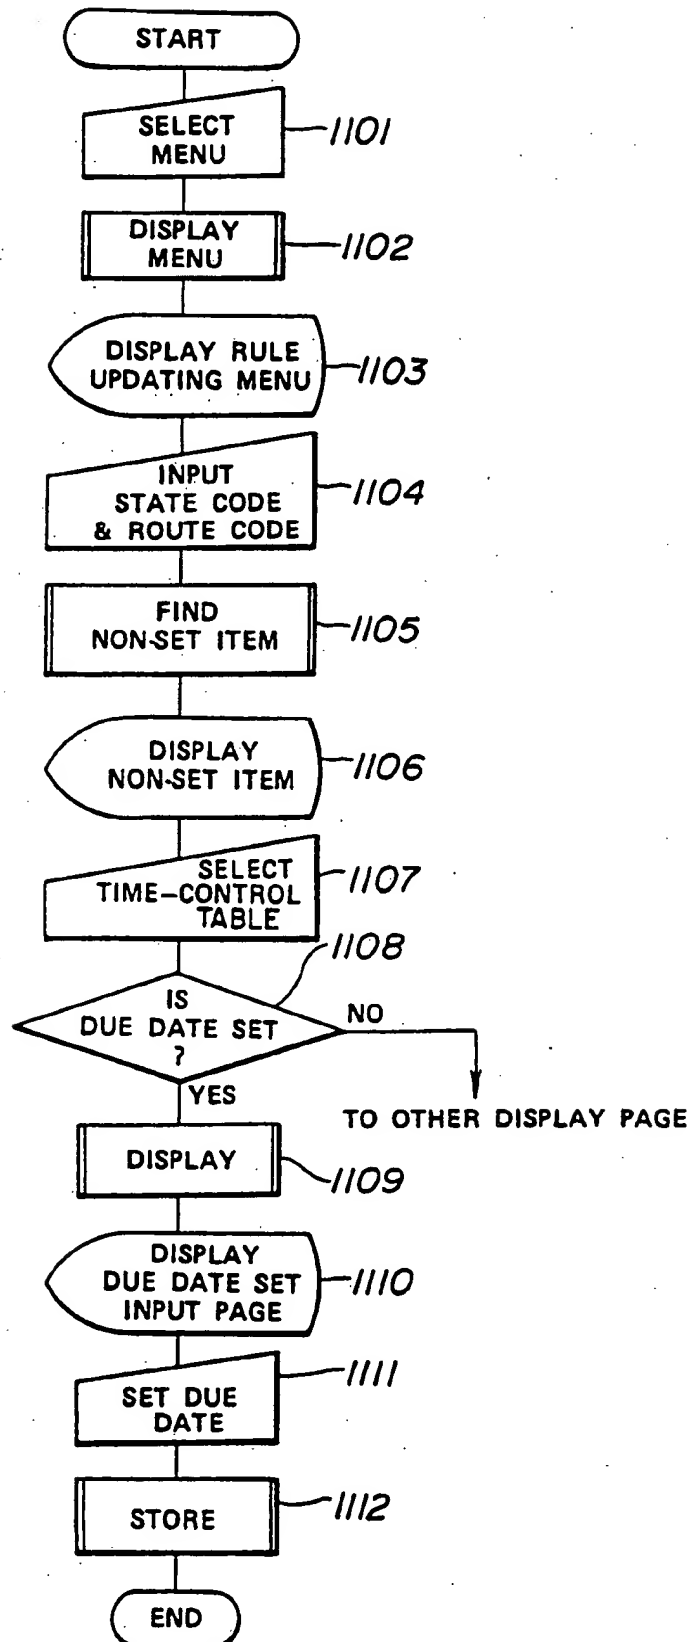 START
SELECT
MENU
1101
DISPLAY
MENU
1102
DISPLAY RULE
UPDATING MENU
1103
INPUT
STATE CODE
& ROUTE CODE
1104
FIND
NON-SET ITEM
1105
DISPLAY
NON-SET ITEM
1106
SELECT
TIME-CONTROL
TABLE
1107
1108
IS
DUE DATE SET
?
NO
YES
TO OTHER DISPLAY PAGE
DISPLAY
1109
DISPLAY
DUE DATE SET
INPUT PAGE
1110
SET DUE
DATE
1111
STORE
1112
END